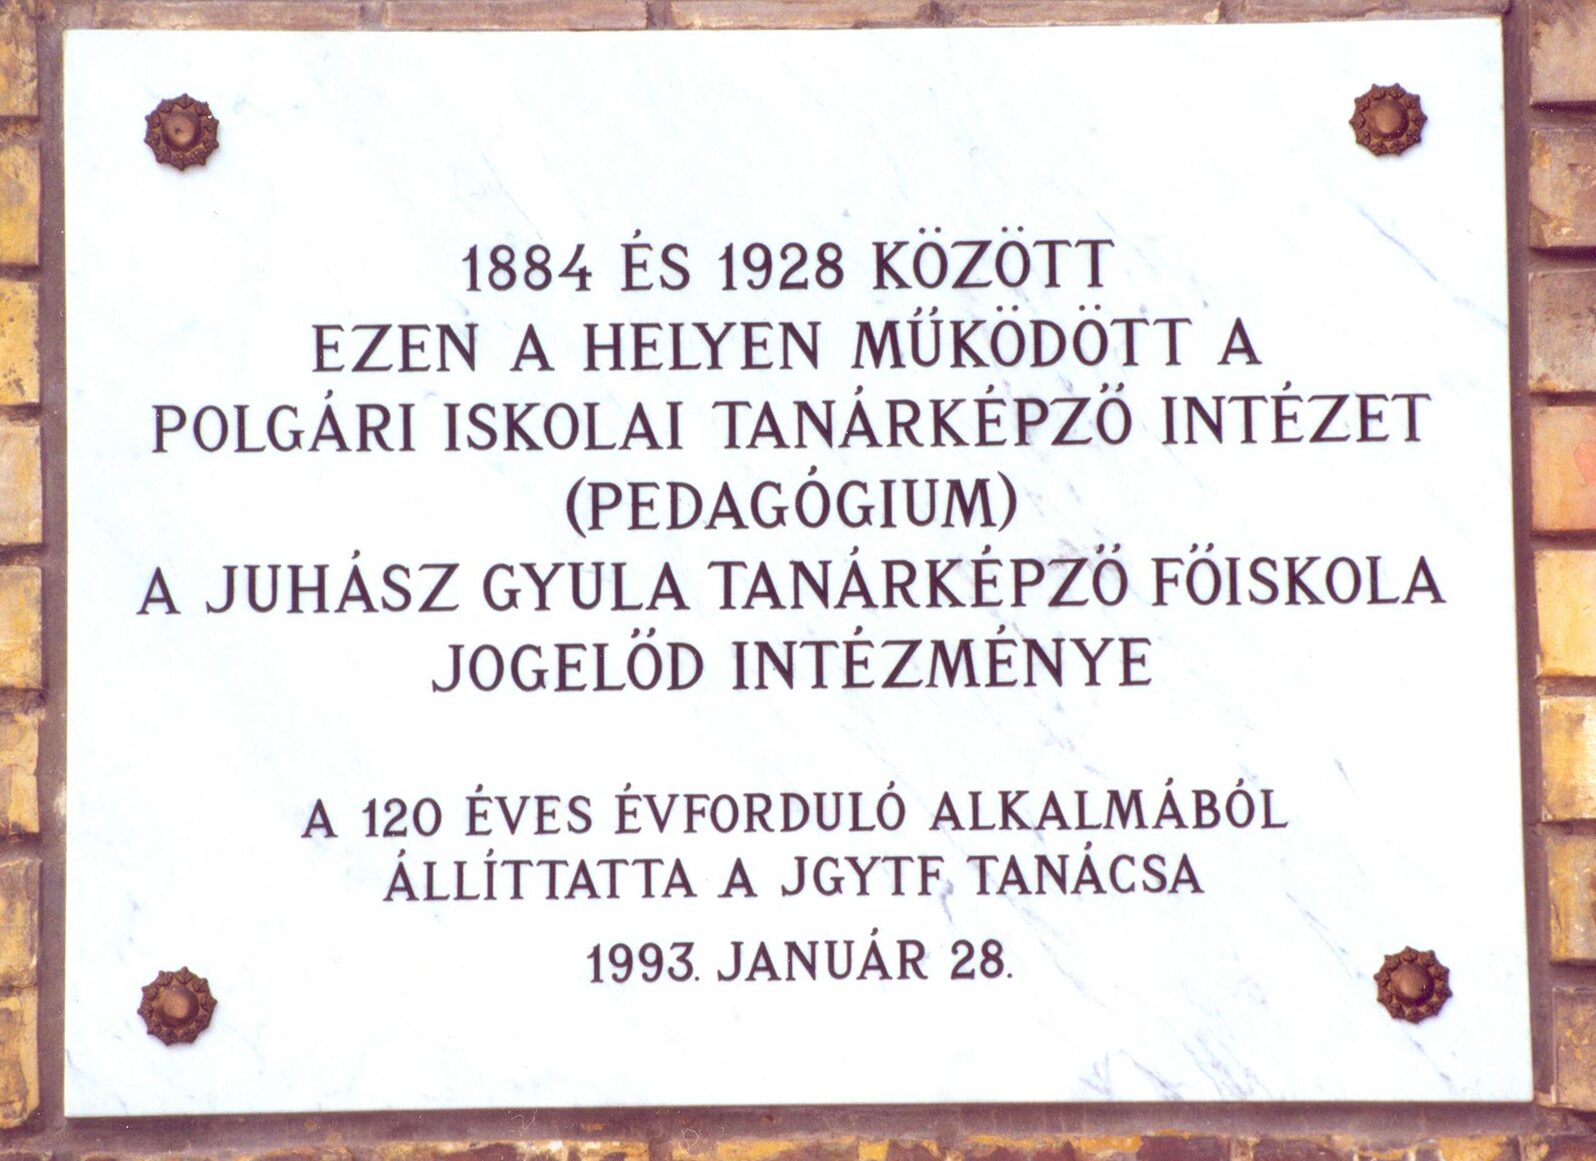 1884 ÉS 1928 KÖZÖTT
EZEN A HELYEN MŰKÖDÖTT A
POLGÁRI ISKOLAI TANÁRKÉPZŐ INTÉZET
(PEDAGÓGIUM)
A JUHÁSZ GYULA TANÁRKÉPZŐ FŐISKOLA
JOGELŐD INTÉZMÉNYE
A 120 ÉVES ÉVFORDULÓ ALKALMÁBÓL
ÁLLÍTTATTA A JGYTF TANÁCSA
1993. JANUÁR 28.